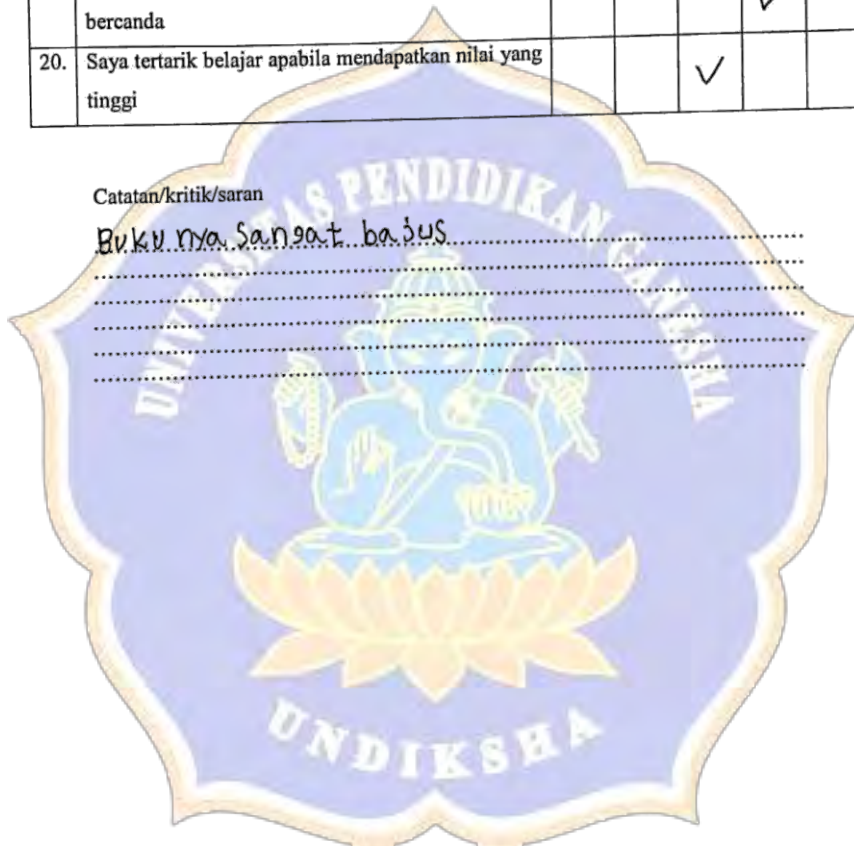 bercanda
20. Saya tertarik belajar apabila mendapatkan nilai yang
tinggi
✓
Catatan/kritik/saran
Buku nya sangat bajus
UNIVERSITAS PENDIDIKAN GANESHA
UNDIKSHA